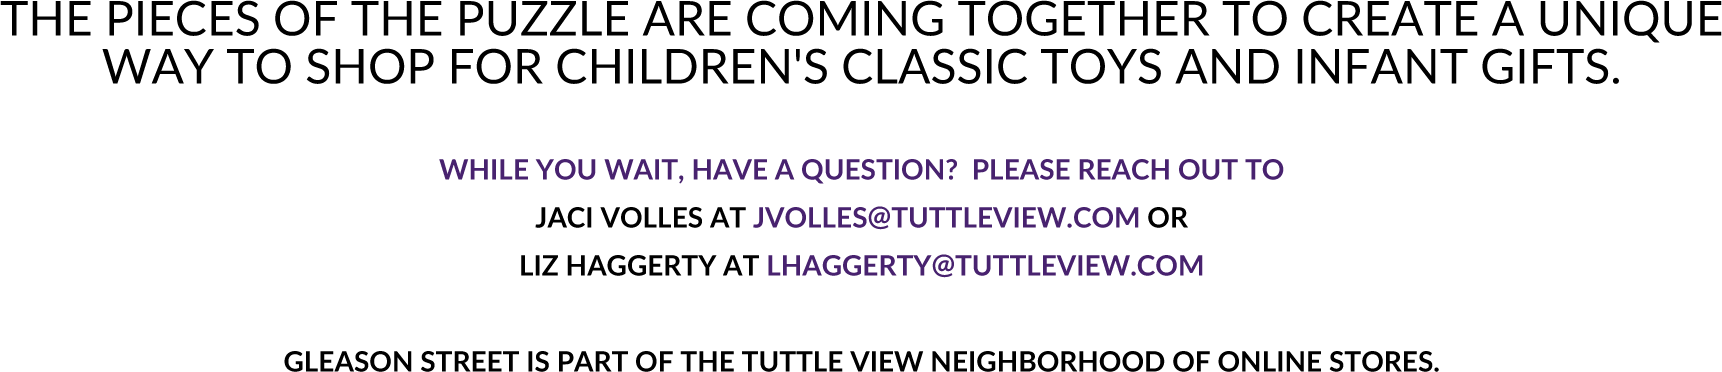 THE PIECES OF THE PUZZLE ARE COMING TOGETHER TO CREATE A UNIQUE
WAY TO SHOP FOR CHILDREN'S CLASSIC TOYS AND INFANT GIFTS.
WHILE YOU WAIT, HAVE A QUESTION?  PLEASE REACH OUT TO
JACI VOLLES AT JVOLLES@TUTTLEVIEW.COM OR
LIZ HAGGERTY AT LHAGGERTY@TUTTLEVIEW.COM
GLEASON STREET IS PART OF THE TUTTLE VIEW NEIGHBORHOOD OF ONLINE STORES.